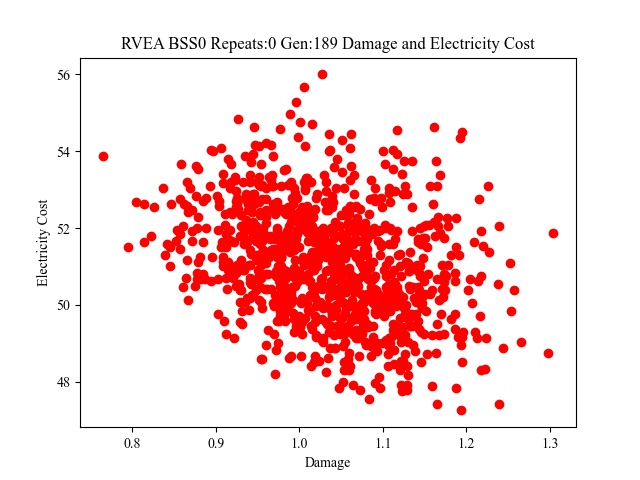 RVEA BSS0 Repeats:0 Gen:189 Damage and Electricity Cost
56
54
52
50
48
Electricity Cost
0.8 0.9 1.0 1.1 1.2 1.3
Damage